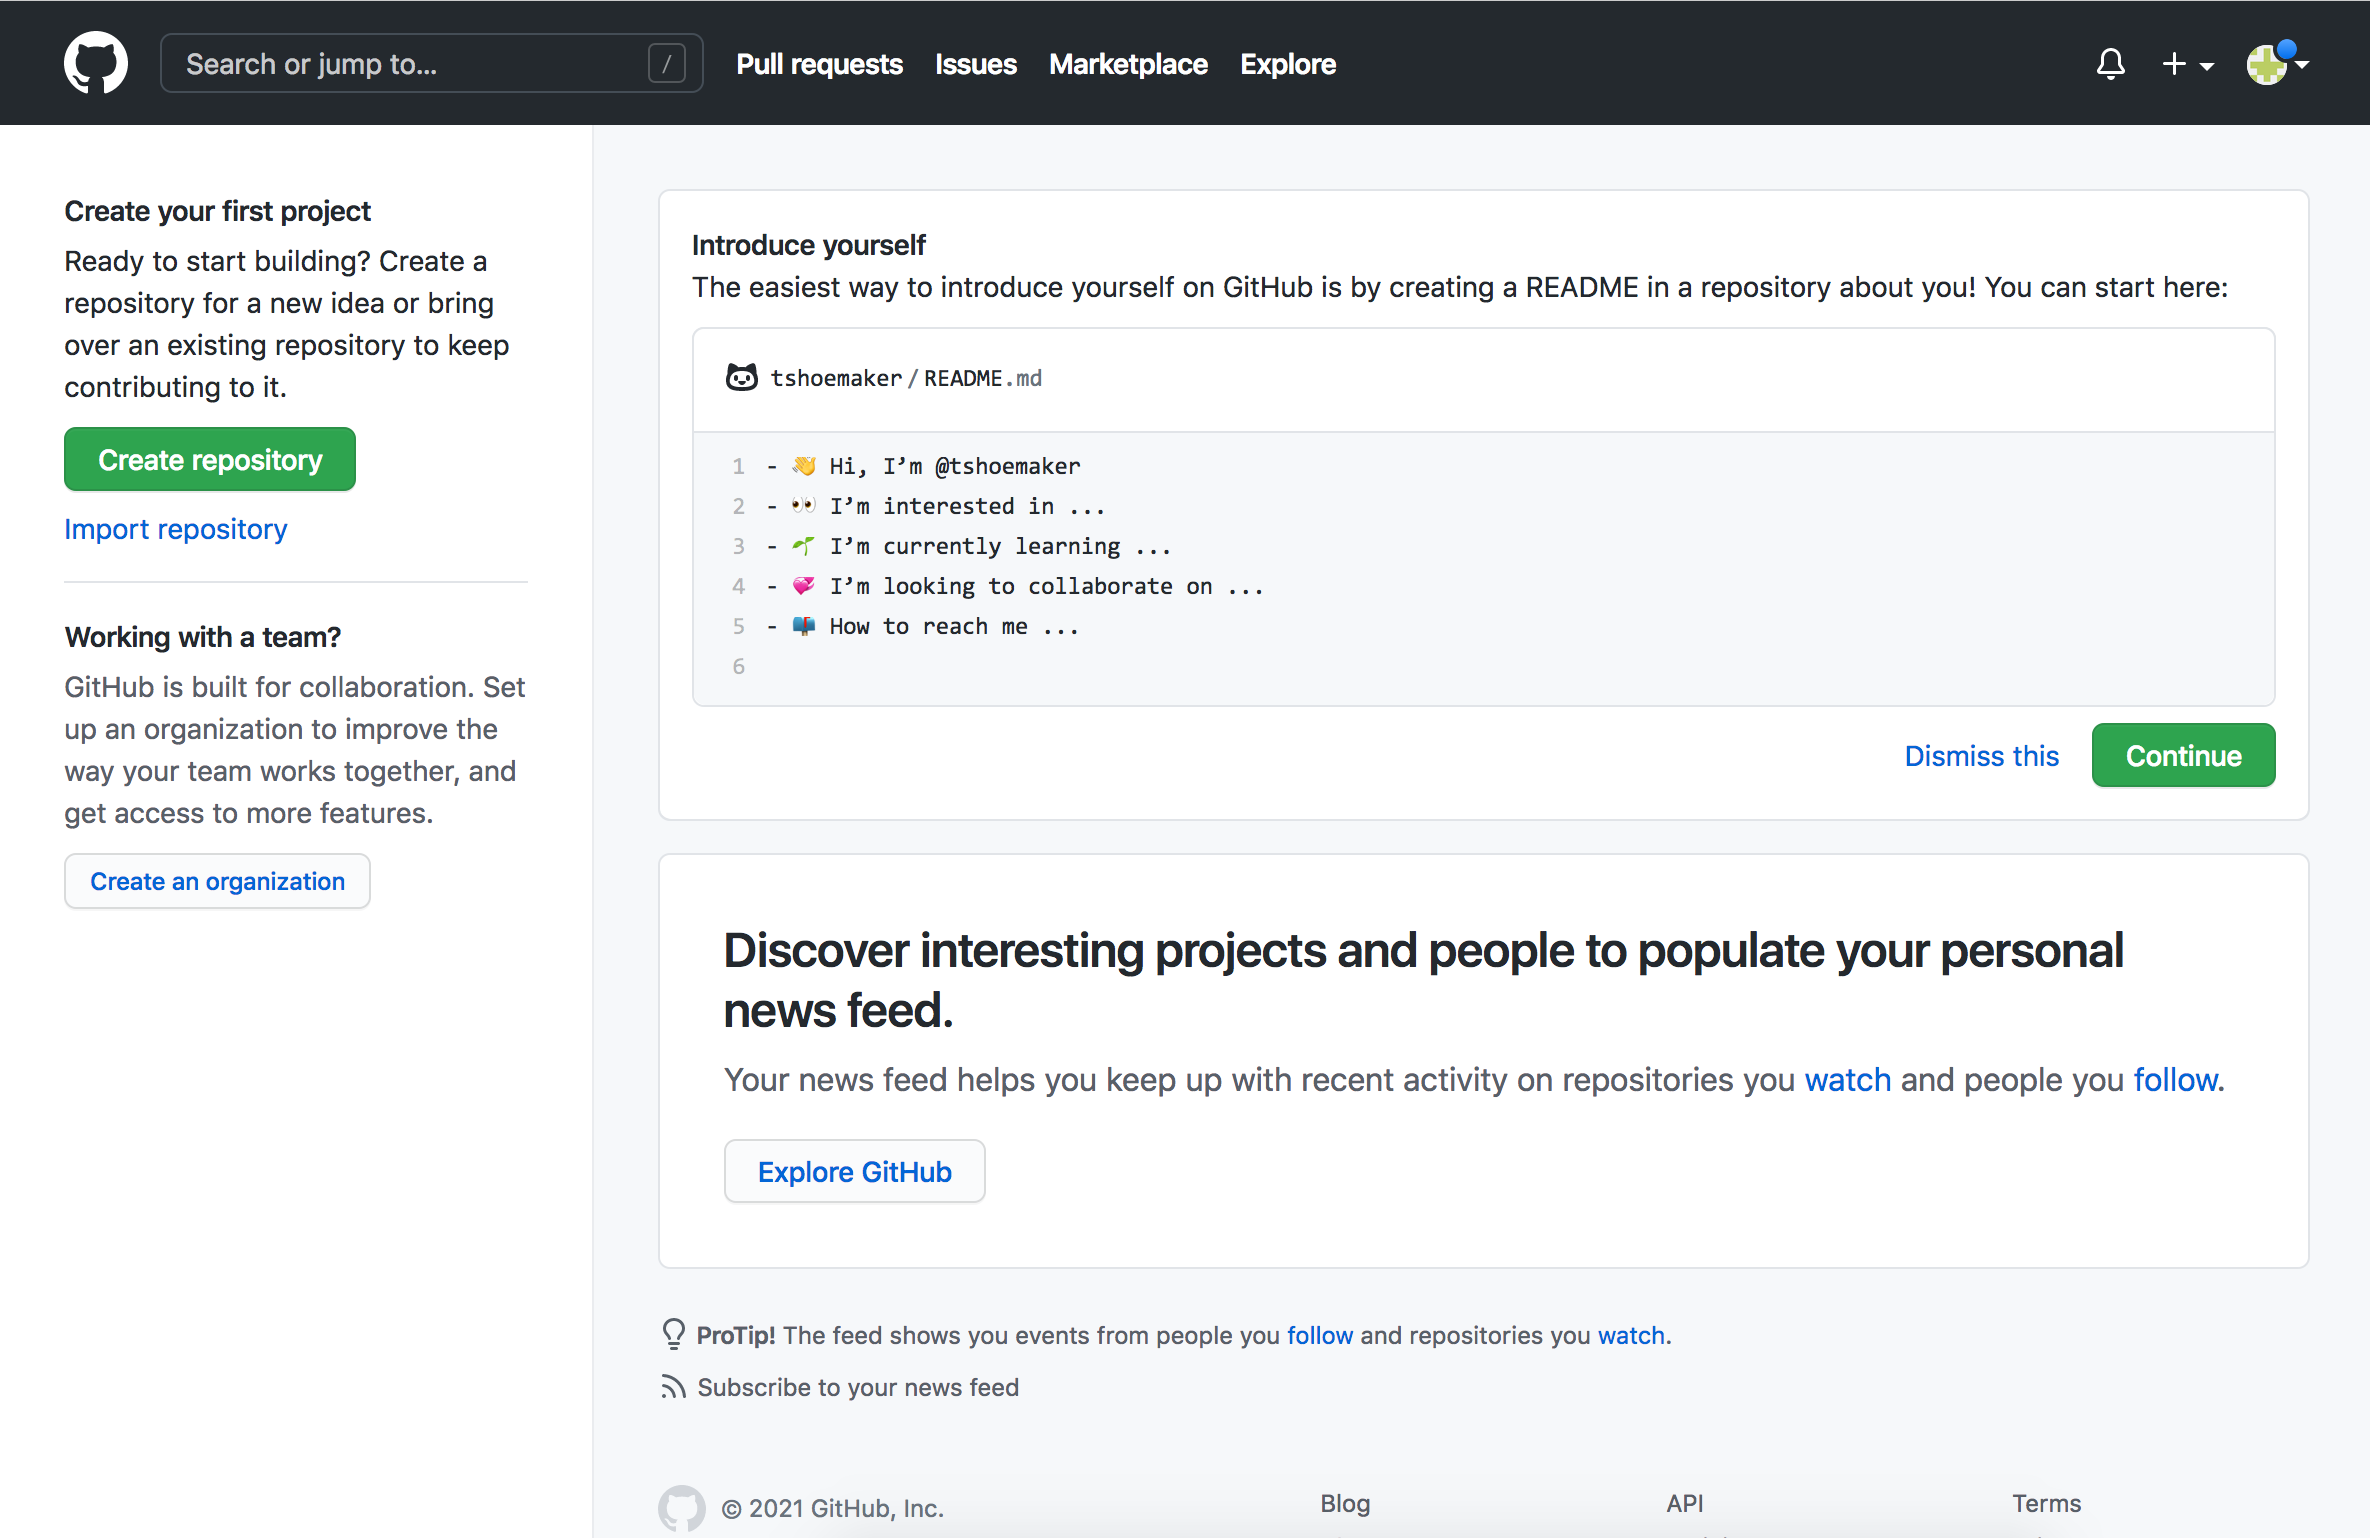 Search or jump to... /
Pull requests
Issues
Marketplace
Explore
Create your first project
Ready to start building? Create a
repository for a new idea or bring
over an existing repository to keep
contributing to it.
Create repository
Import repository
Working with a team?
GitHub is built for collaboration. Set
up an organization to improve the
way your team works together, and
get access to more features.
Create an organization
Introduce yourself
The easiest way to introduce yourself on GitHub is by creating a README in a repository about you! You can start here:
tshoemaker / README.md
1 - 👋 Hi, I’m @tshoemaker
2 - 👀 I’m interested in ...
3 - 🌱 I’m currently learning ...
4 - 💞️ I’m looking to collaborate on ...
5 - 📫 How to reach me ...
6
Dismiss this
Continue
Discover interesting projects and people to populate your personal
news feed.
Your news feed helps you keep up with recent activity on repositories you watch and people you follow.
Explore GitHub
ProTip! The feed shows you events from people you follow and repositories you watch.
Subscribe to your news feed
© 2021 GitHub, Inc.
Blog
API
Terms